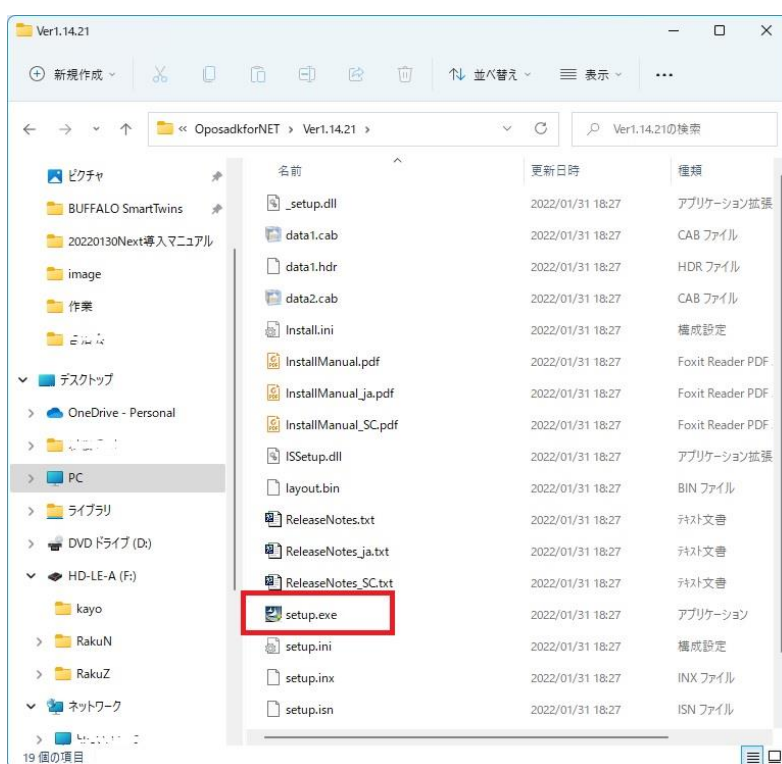 Ver1.14.21
新規作成
並べ替え
表示
« OposadkforNET › Ver1.14.21 ›
Ver1.14.21の検索
ピクチャ
BUFFALO SmartTwins
20220130Next導入マニュアル
image
作業
デスクトップ
OneDrive - Personal
PC
ライブラリ
DVD ドライブ (D:)
HD-LE-A (F:)
kayo
RakuN
RakuZ
ネットワーク
19 個の項目
名前 更新日時 種類
_setup.dll 2022/01/31 18:27 アプリケーション拡張
data1.cab 2022/01/31 18:27 CAB ファイル
data1.hdr 2022/01/31 18:27 HDR ファイル
data2.cab 2022/01/31 18:27 CAB ファイル
Install.ini 2022/01/31 18:27 構成設定
InstallManual.pdf 2022/01/31 18:27 Foxit Reader PDF
InstallManual_ja.pdf 2022/01/31 18:27 Foxit Reader PDF
InstallManual_SC.pdf 2022/01/31 18:27 Foxit Reader PDF
ISSetup.dll 2022/01/31 18:27 アプリケーション拡張
layout.bin 2022/01/31 18:27 BIN ファイル
ReleaseNotes.txt 2022/01/31 18:27 テキスト文書
ReleaseNotes_ja.txt 2022/01/31 18:27 テキスト文書
ReleaseNotes_SC.txt 2022/01/31 18:27 テキスト文書
setup.exe 2022/01/31 18:27 アプリケーション
setup.ini 2022/01/31 18:27 構成設定
setup.inx 2022/01/31 18:27 INX ファイル
setup.isn 2022/01/31 18:27 ISN ファイル